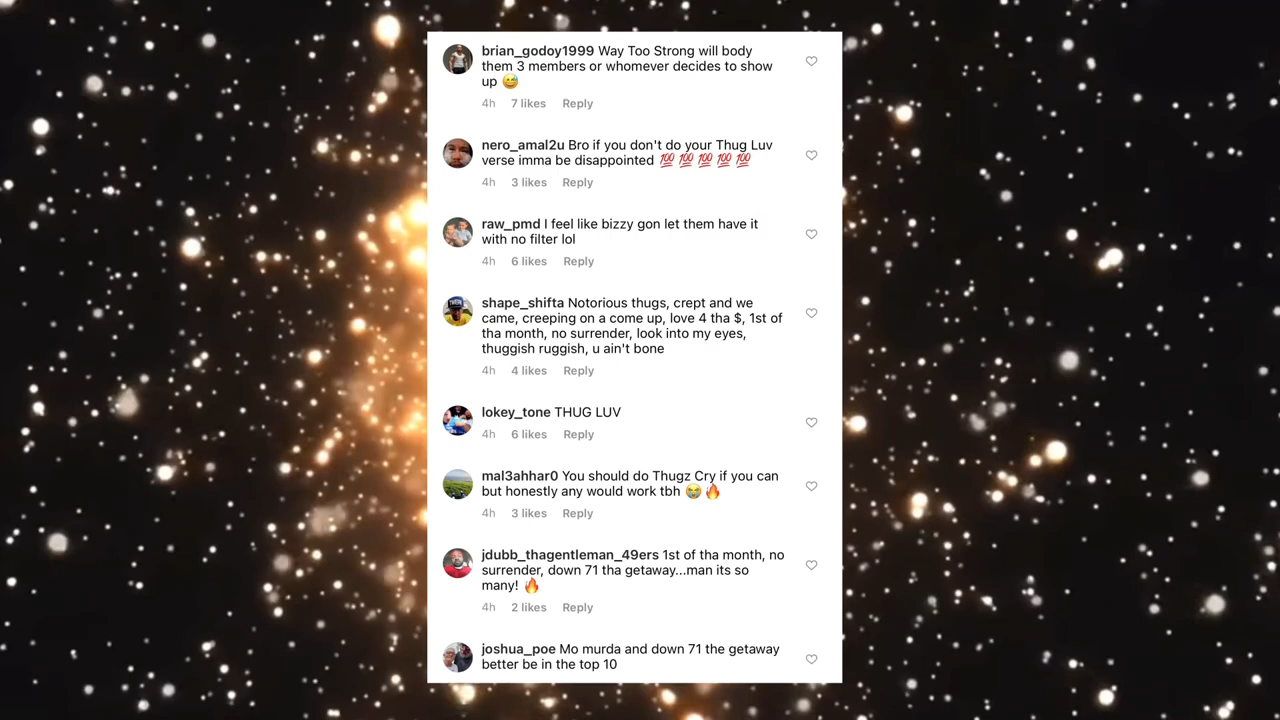 brian_godoy1999 Way Too Strong will body
them 3 members or whomever decides to show
up 😅
4h 7 likes Reply
nero_amal2u Bro if you don't do your Thug Luv
verse imma be disappointed 💯 💯 💯 💯 💯
4h 3 likes Reply
raw_pmd I feel like bizzy gon let them have it
with no filter lol
4h 6 likes Reply
shape_shifta Notorious thugs, crept and we
came, creeping on a come up, love 4 tha $, 1st of
tha month, no surrender, look into my eyes,
thuggish ruggish, u ain't bone
4h 4 likes Reply
lokey_tone THUG LUV
4h 6 likes Reply
mal3ahhar0 You should do Thugz Cry if you can
but honestly any would work tbh 😭🔥
4h 3 likes Reply
jdubb_thagentleman_49ers 1st of tha month, no
surrender, down 71 tha getaway...man its so
many! 🔥
4h 2 likes Reply
joshua_poe Mo murda and down 71 the getaway
better be in the top 10